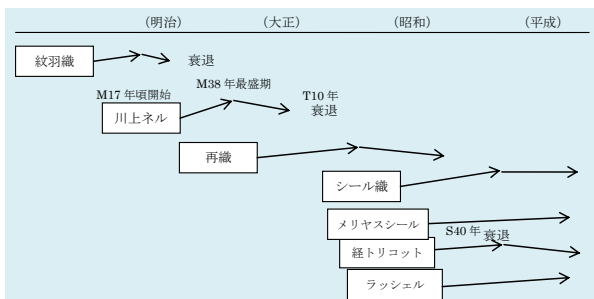 （明治）　（大正）　（昭和）　（平成）
紋羽織　衰退
M17 年頃開始　M38 年最盛期　T10 年
川上ネル　衰退
再織
シール織
メリヤスシール
S40 年 衰退
経トリコット
ラッシェル